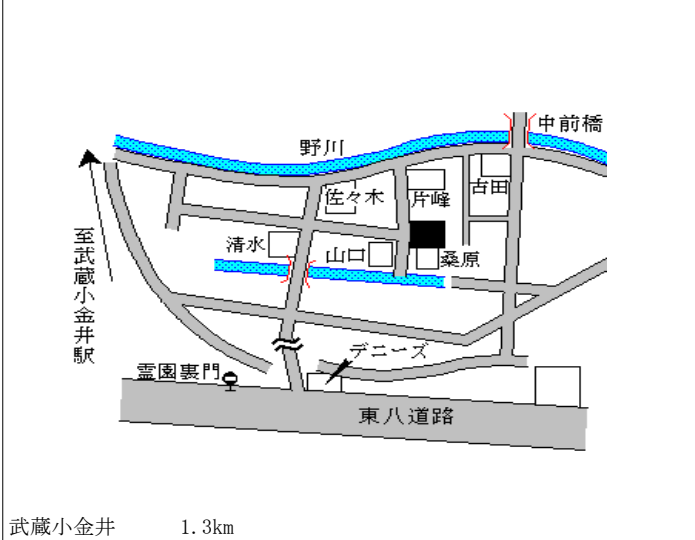 中前橋
野川
佐々木
片峰
古田
清水
山口
桑原
至武蔵小金井駅
デニーズ
霊園裏門
東八道路
武蔵小金井 1.3km